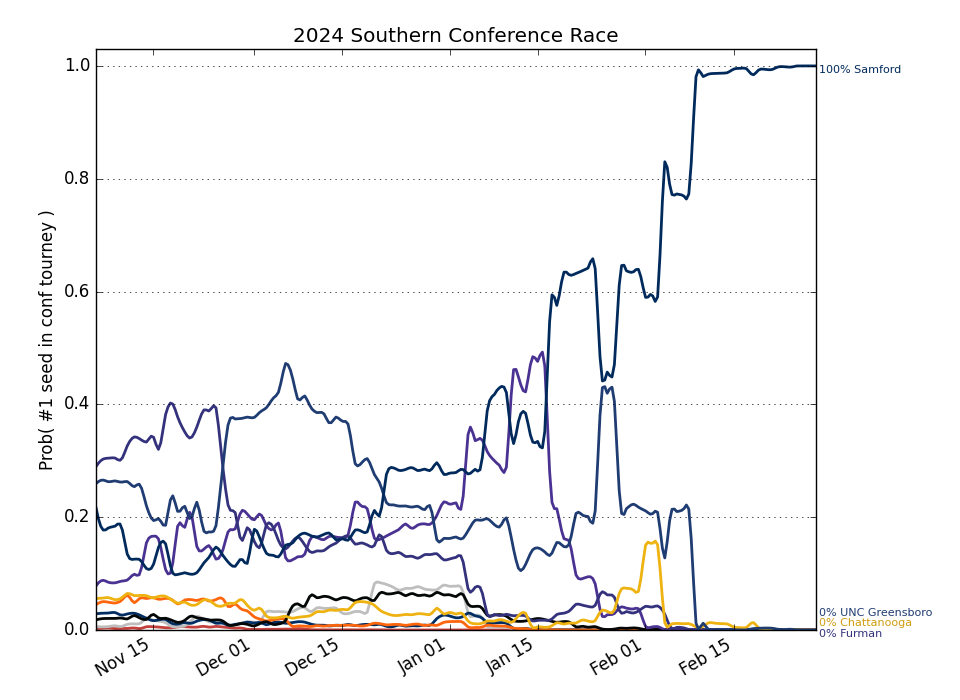 2024 Southern Conference Race
Prob( #1 seed in conf tourney )
1.0
0.8
0.6
0.4
0.2
0.0
Nov 15
Dec 01
Dec 15
Jan 01
Jan 15
Feb 01
Feb 15
100% Samford
0% UNC Greensboro
0% Chattanooga
0% Furman